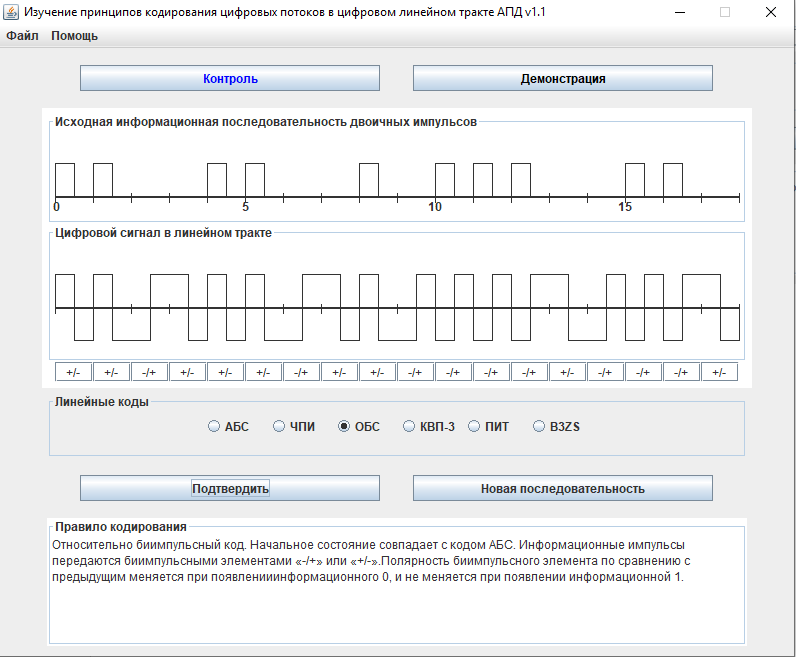 Изучение принципов кодирования цифровых потоков в цифровом линейном тракте АПД v1.1
Файл Помощь
Контроль Демонстрация
Исходная информационная последовательность двоичных импульсов
0 5 10 15
Цифровой сигнал в линейном тракте
+/- +/- -/+ +/- +/- +/- -/+ +/- +/- -/+ -/+ -/+ -/+ +/- -/+ -/+ -/+ +/-
Линейные коды
АБС ЧПИ ОБС КВП-3 ПИТ B3ZS
Подтвердить Новая последовательность
Правило кодирования
Относительно биимпульсный код. Начальное состояние совпадает с кодом АБС. Информационные импульсы
передаются биимпульсными элементами «-/+» или «+/-».Полярность биимпульсного элемента по сравнению с
предыдущим меняется при появлениинформационного 0, и не меняется при появлении информационной 1.